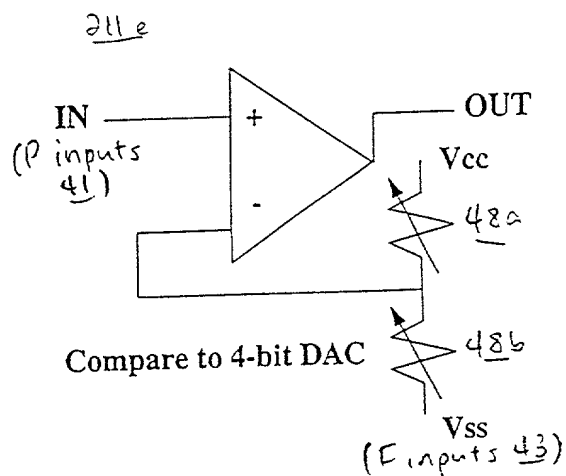 211e
IN
OUT
(P inputs
41)
+
-
Vcc
48a
Compare to 4-bit DAC
48b
Vss
(F inputs 43)